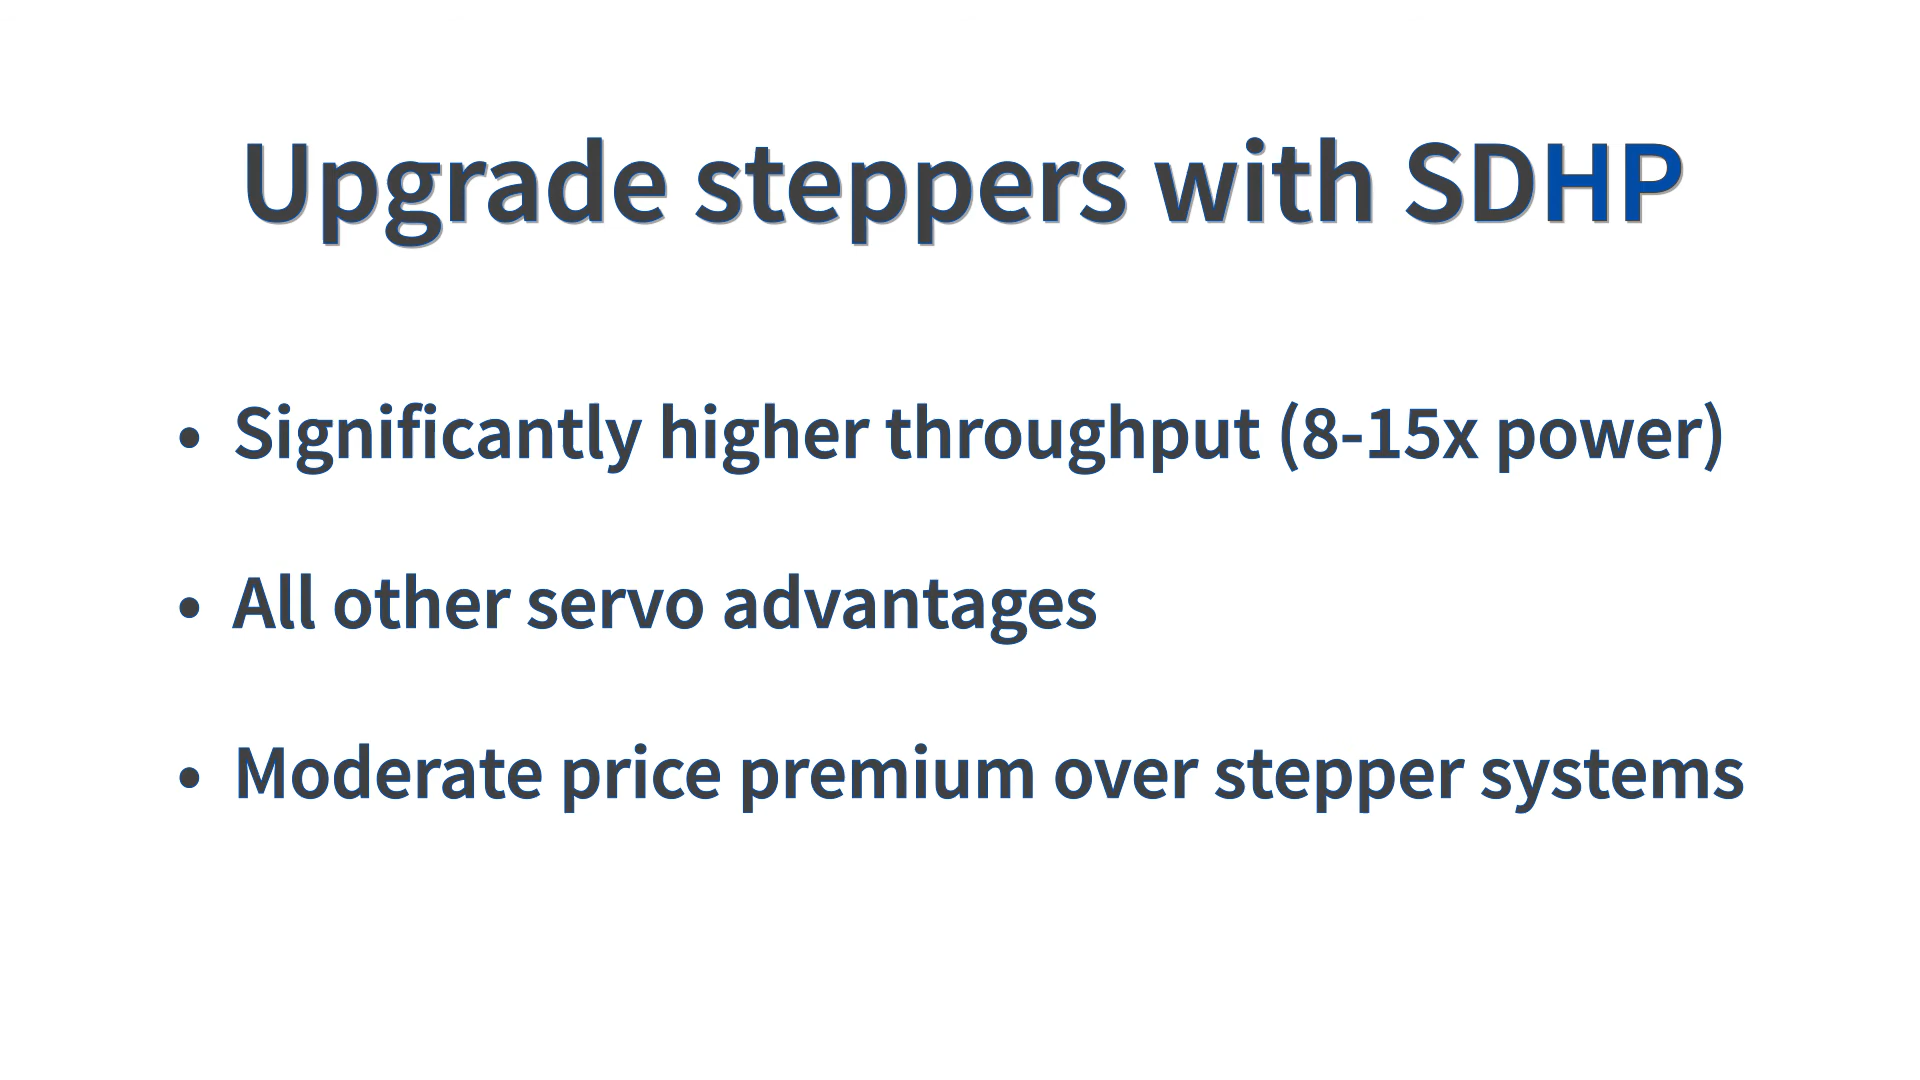 Upgrade steppers with SDHP
• Significantly higher throughput (8-15x power)
• All other servo advantages
• Moderate price premium over stepper systems